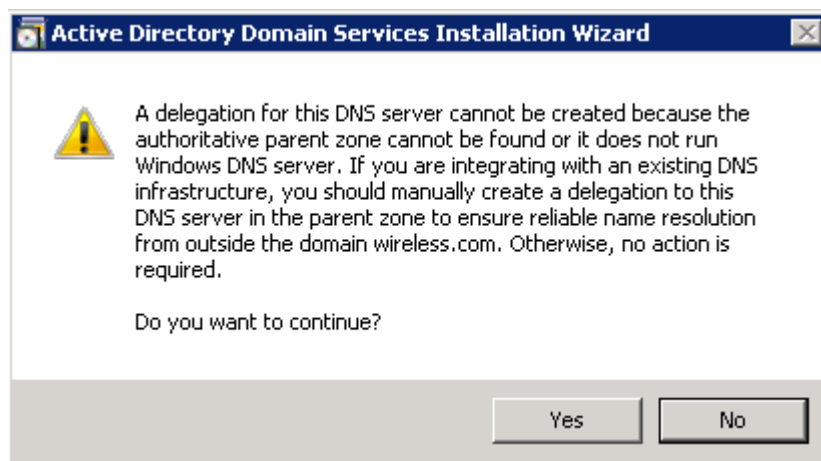 Active Directory Domain Services Installation Wizard
A delegation for this DNS server cannot be created because the
authoritative parent zone cannot be found or it does not run
Windows DNS server. If you are integrating with an existing DNS
infrastructure, you should manually create a delegation to this
DNS server in the parent zone to ensure reliable name resolution
from outside the domain wireless.com. Otherwise, no action is
required.
Do you want to continue?
Yes
No